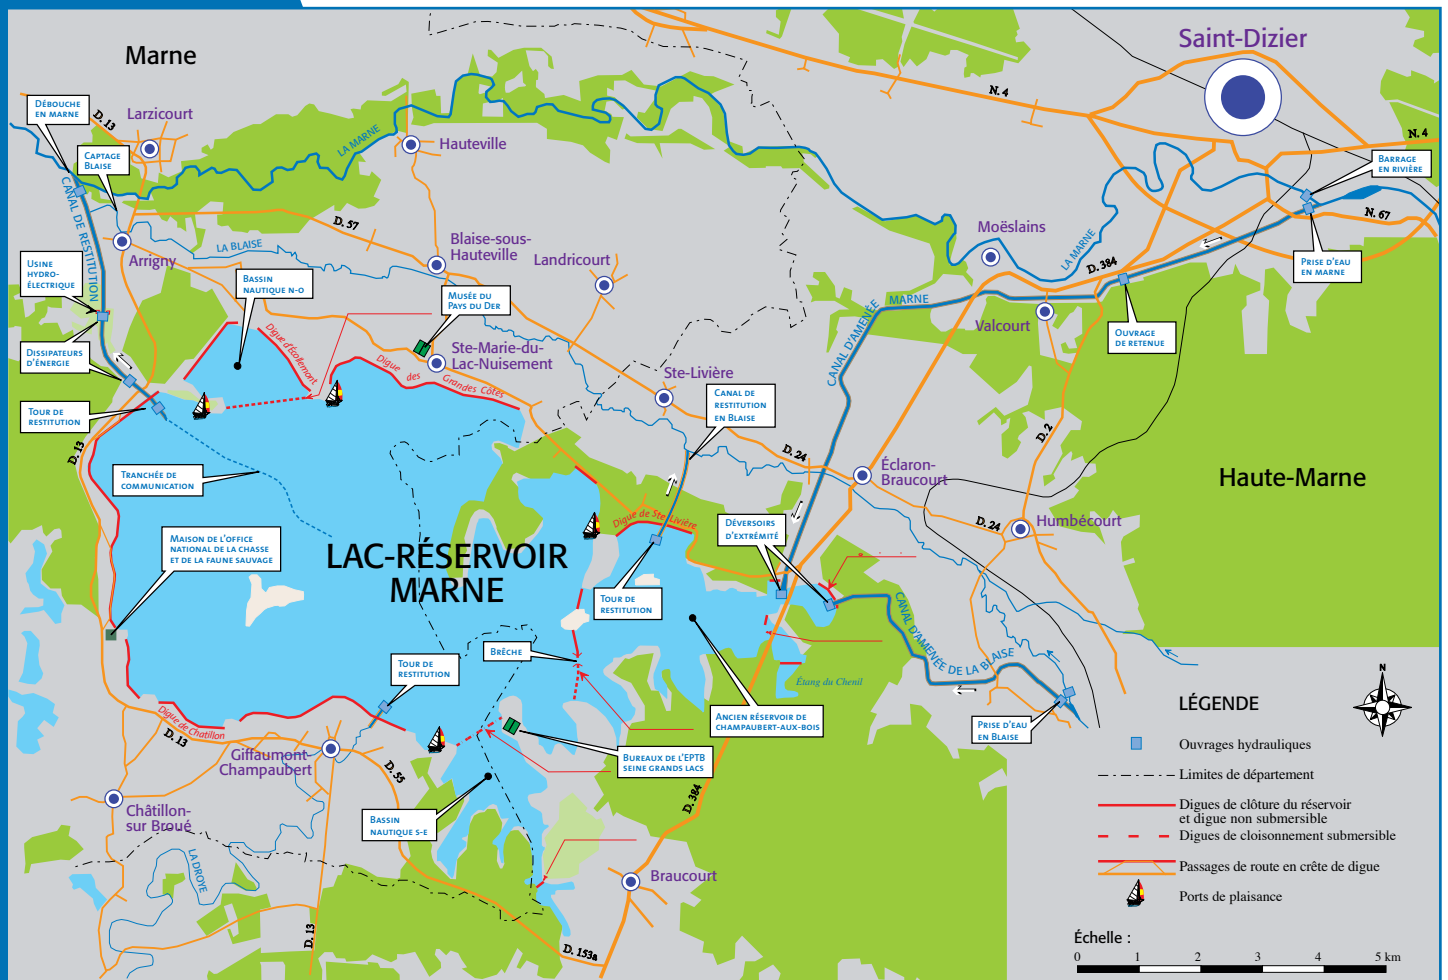 Marne
Saint-Dizier
Débouche
en Marne
D. 13
Larzicourt
Captage
Blaise
LA MARNE
Hauteville
N. 4
N. 4
Barrage
en rivière
N. 67
CANAL DE RESTITUTION
D. 57
LA BLAISE
Arrigny
Blaise-sous-
Hauteville
Landricourt
Moëslains
LA MARNE
D. 384
Prise d'eau
en Marne
Usine
hydro-
électrique
Bassin
nautique N-O
Musée du
Pays du Der
CANAL D'AMENÉE MARNE
Valcourt
Ouvrage
de retenue
Dissipateurs
d'énergie
Digue d'Écollemont
Digue des Grandes Côtes
Ste-Marie-du-
Lac-Nuisement
Ste-Livière
Canal de
restitution
en Blaise
Tour de
restitution
D. 13
D. 24
D. 2
Tranchée de
communication
Éclaron-
Braucourt
Haute-Marne
Digue de Ste-Livière
Déversoirs
d'extrémité
D. 24
Humbécourt
Maison de l'office
national de la chasse
et de la faune sauvage
LAC-RÉSERVOIR
MARNE
Tour de
restitution
CANAL D'AMENÉE DE LA BLAISE
Brèche
Tour de
restitution
Étang du Chenil
Ancien réservoir de
Champaubert-aux-Bois
Prise d'eau
en Blaise
Digue de Chatillon
D. 13
Giffaumont-
Champaubert
D. 55
Bureaux de l'EPTB
Seine Grands Lacs
D. 384
Châtillon-
sur Broué
Bassin
nautique S-E
LA DROYE
Braucourt
D. 13
D. 153a
N
LÉGENDE
Ouvrages hydrauliques
Limites de département
Digues de clôture du réservoir
et digue non submersible
Digues de cloisonnement submersible
Passages de route en crête de digue
Ports de plaisance
Échelle :
0 1 2 3 4 5 km